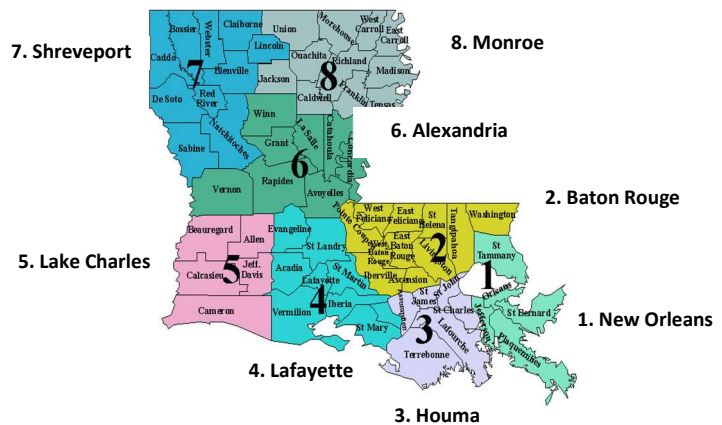 7. Shreveport
8. Monroe
6. Alexandria
2. Baton Rouge
5. Lake Charles
1. New Orleans
4. Lafayette
3. Houma
Bossier
Webster
Claiborne
Union
Morehouse
West
Carroll
East
Carroll
Lincoln
Ouachita
Richland
Caddo
7
Bienville
8
Madison
Jackson
De Soto
Red
River
Caldwell
Franklin
Tensas
Winn
La Salle
Catahoula
Concordia
Natchitoches
Sabine
Grant
6
Vernon
Rapides
Avoyelles
West
Feliciana
East
Feliciana
St
Helena
Tangipahoa
Washington
Pointe Coupee
Beauregard
Allen
Evangeline
St Landry
West
Baton
Rouge
East
Baton
Rouge
Livingston
2
St
Tammany
Calcasieu
5
Jeff.
Davis
Acadia
Lafayette
St Martin
Iberville
Ascension
1
Orleans
4
Iberia
Assumption
St
James
St John
St Charles
Jefferson
St Bernard
Cameron
Vermilion
St Mary
3
Lafourche
Plaquemines
Terrebonne